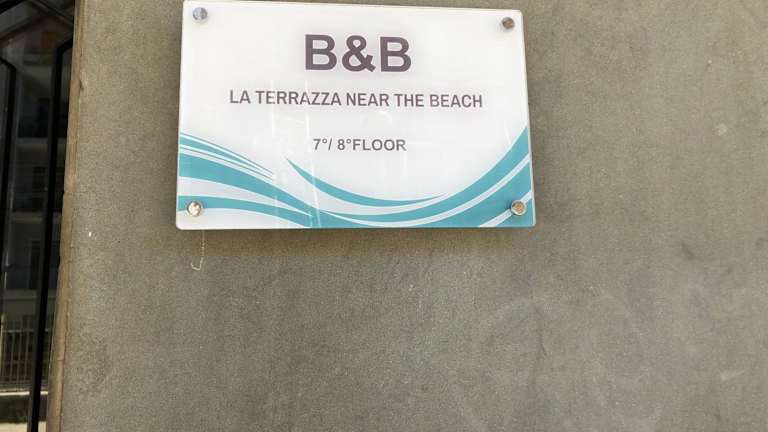 B&B
LA TERRAZZA NEAR THE BEACH
7°/ 8°FLOOR